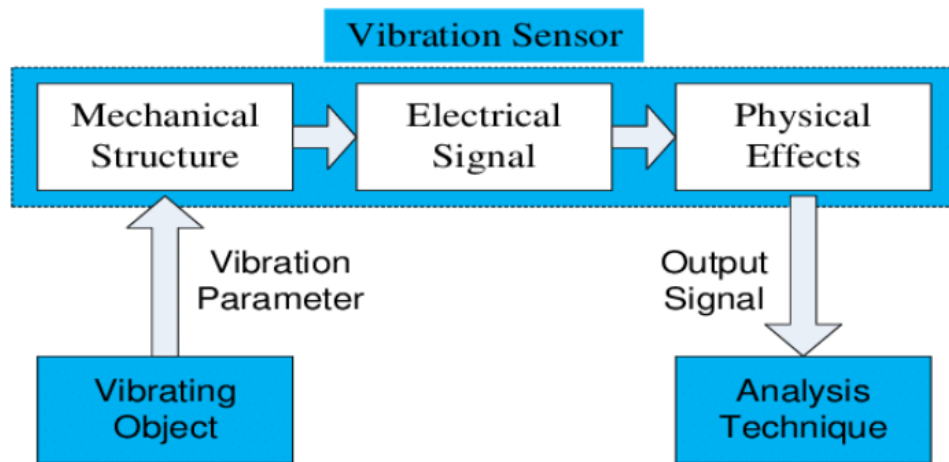 Vibration Sensor
Mechanical
Structure
Electrical
Signal
Physical
Effects
Vibration
Parameter
Output
Signal
Vibrating
Object
Analysis
Technique